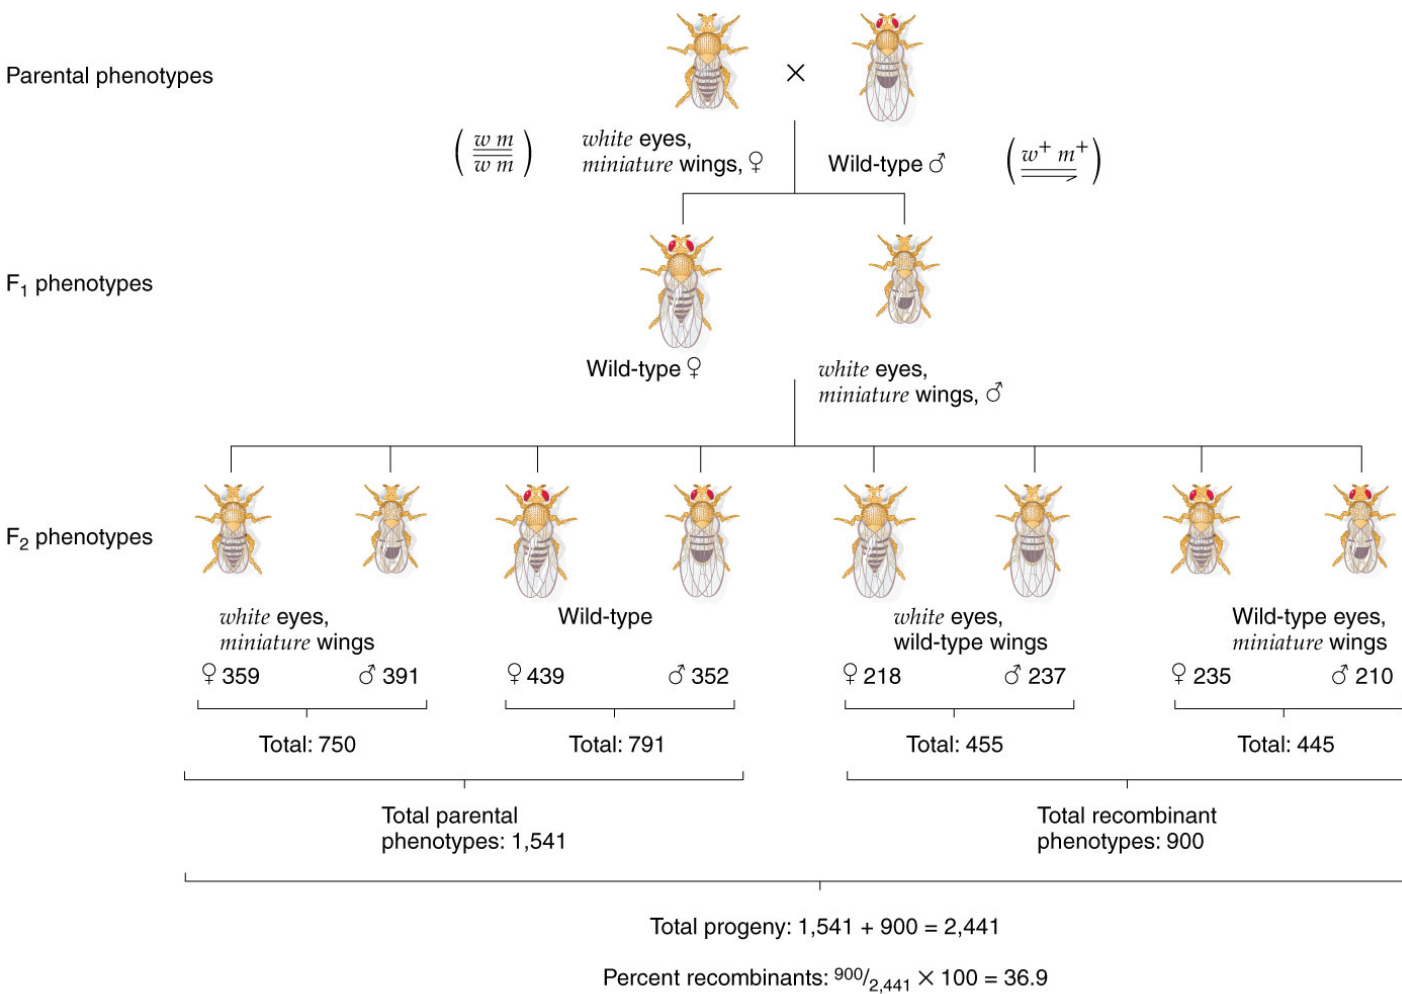 Parental phenotypes
×
( w m / w m )
white eyes,
miniature wings, ♀
Wild-type ♂
( w⁺ m⁺ )
F₁ phenotypes
Wild-type ♀
white eyes,
miniature wings, ♂
F₂ phenotypes
white eyes,
miniature wings
Wild-type
white eyes,
wild-type wings
Wild-type eyes,
miniature wings
♀ 359 ♂ 391 ♀ 439 ♂ 352 ♀ 218 ♂ 237 ♀ 235 ♂ 210
Total: 750 Total: 791 Total: 455 Total: 445
Total parental
phenotypes: 1,541
Total recombinant
phenotypes: 900
Total progeny: 1,541 + 900 = 2,441
Percent recombinants: 900/2,441 × 100 = 36.9